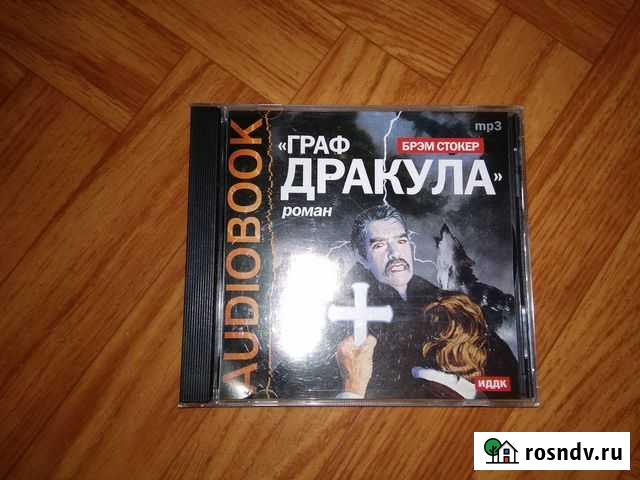 AUDIOBOOK
mp3
БРЭМ СТОКЕР
«ГРАФ
ДРАКУЛА»
роман
ИДДК
rosndv.ru